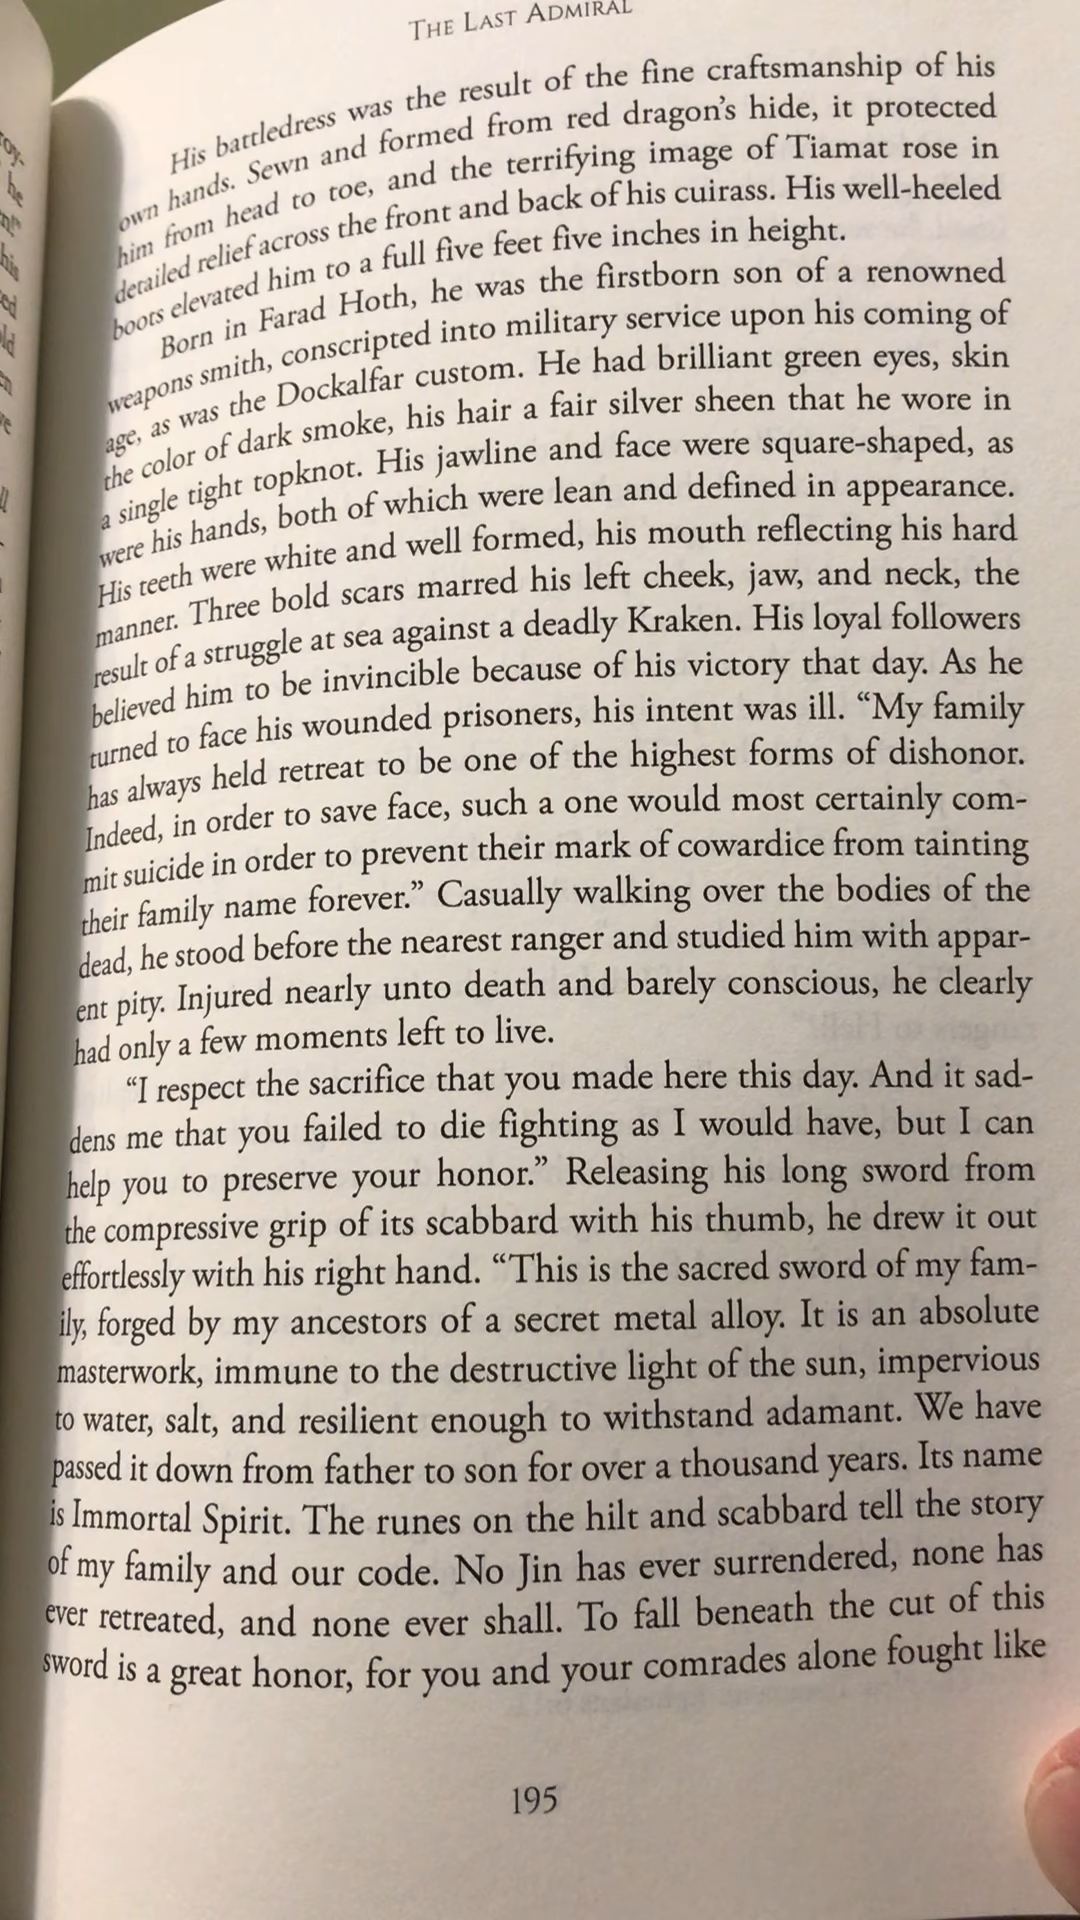 THE LAST ADMIRAL
His battledress was the result of the fine craftsmanship of his
own hands. Sewn and formed from red dragon's hide, it protected
him from head to toe, and the terrifying image of Tiamat rose in
detailed relief across the front and back of his cuirass. His well-heeled
boots elevated him to a full five feet five inches in height.
Born in Farad Hoth, he was the firstborn son of a renowned
weapons smith, conscripted into military service upon his coming of
age, as was the Dockalfar custom. He had brilliant green eyes, skin
the color of dark smoke, his hair a fair silver sheen that he wore in
a single tight topknot. His jawline and face were square-shaped, as
were his hands, both of which were lean and defined in appearance.
His teeth were white and well formed, his mouth reflecting his hard
manner. Three bold scars marred his left cheek, jaw, and neck, the
result of a struggle at sea against a deadly Kraken. His loyal followers
believed him to be invincible because of his victory that day. As he
turned to face his wounded prisoners, his intent was ill. “My family
has always held retreat to be one of the highest forms of dishonor.
Indeed, in order to save face, such a one would most certainly com-
mit suicide in order to prevent their mark of cowardice from tainting
their family name forever.” Casually walking over the bodies of the
dead, he stood before the nearest ranger and studied him with appar-
ent pity. Injured nearly unto death and barely conscious, he clearly
had only a few moments left to live.
“I respect the sacrifice that you made here this day. And it sad-
dens me that you failed to die fighting as I would have, but I can
help you to preserve your honor.” Releasing his long sword from
the compressive grip of its scabbard with his thumb, he drew it out
effortlessly with his right hand. “This is the sacred sword of my fam-
ily, forged by my ancestors of a secret metal alloy. It is an absolute
masterwork, immune to the destructive light of the sun, impervious
to water, salt, and resilient enough to withstand adamant. We have
passed it down from father to son for over a thousand years. Its name
is Immortal Spirit. The runes on the hilt and scabbard tell the story
of my family and our code. No Jin has ever surrendered, none has
ever retreated, and none ever shall. To fall beneath the cut of this
sword is a great honor, for you and your comrades alone fought like
195